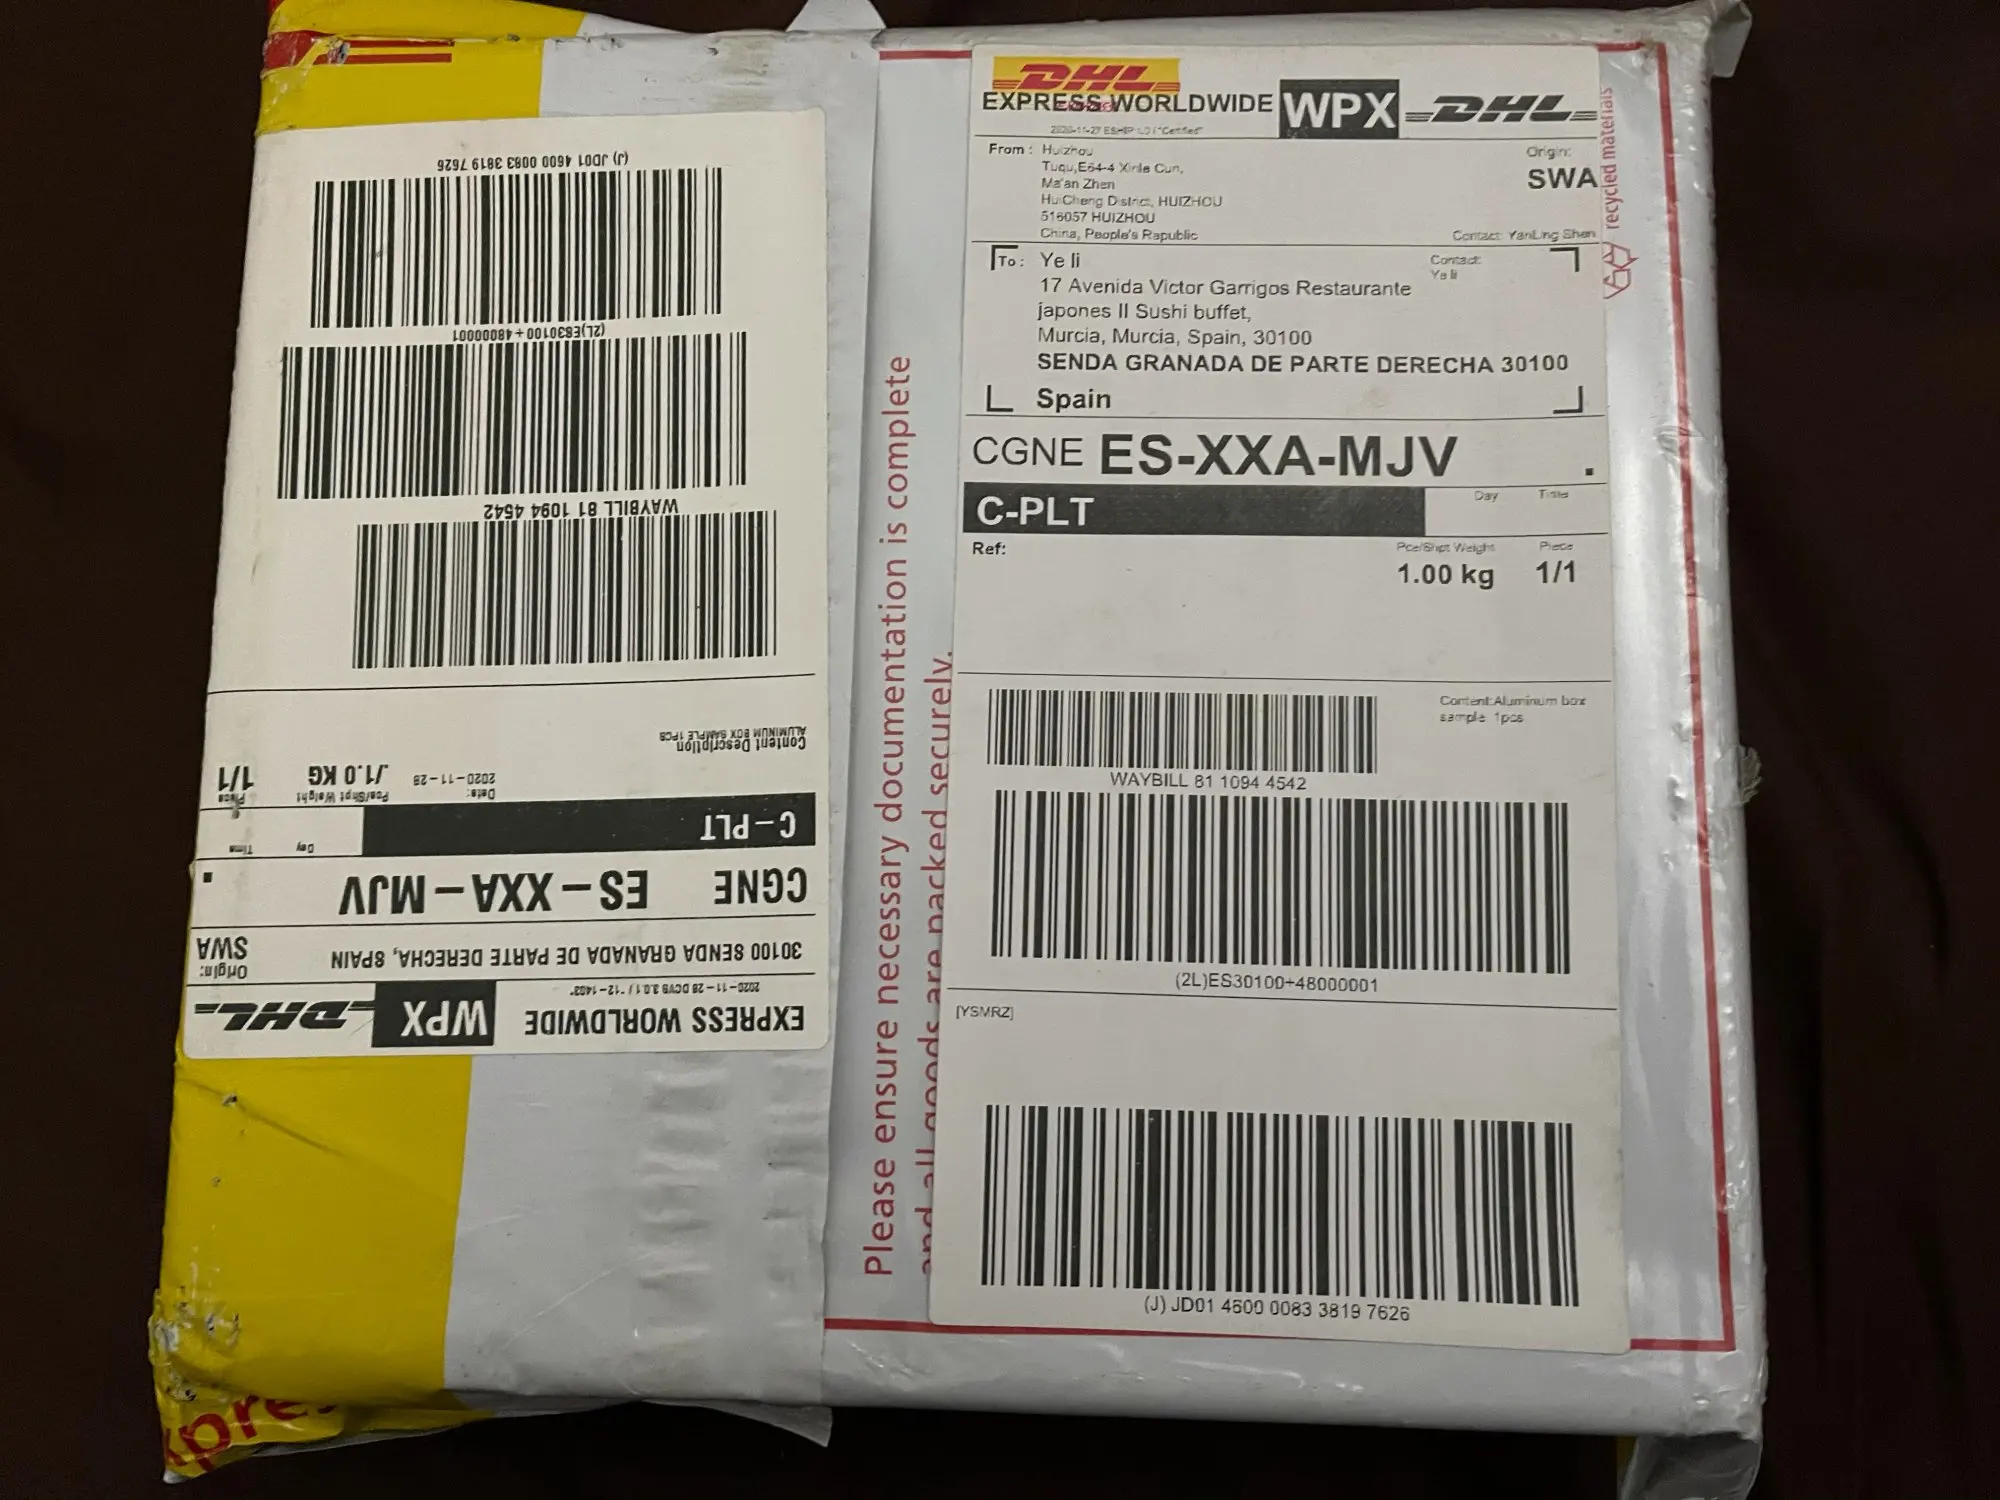 DHL
EXPRESS WORLDWIDE WPX DHL
From : Huizhou
Tuqu,E64-4 Xinle Cun,
Ma'an Zhen
HuiCheng District, HUIZHOU
516057 HUIZHOU
China, People's Republic
Origin:
SWA
Contact: YanLing Shen
To : Ye li
17 Avenida Victor Garrigos Restaurante
japones II Sushi buffet,
Murcia, Murcia, Spain, 30100
SENDA GRANADA DE PARTE DERECHA 30100
Spain
Contact:
Ye li
CGNE ES-XXA-MJV
C-PLT
Day Time
Ref:
Pce/Shpt Weight Piece
1.00 kg 1/1
Content:Aluminium box
sample 1pcs
WAYBILL 81 1094 4542
(2L)ES30100+48000001
[YSMRZ]
(J) JD01 4600 0083 3819 7626
recycled materials
Please ensure necessary documentation is complete
and all goods are packed securely.
EXPRESS WORLDWIDE WPX DHL
30100 SENDA GRANADA DE PARTE DERECHA, SPAIN
Origin:
SWA
CGNE ES-XXA-MJV
C-PLT
Day Time
Date: Pce/Shpt Weight Piece
2020-11-28 ./1.0 KG 1/1
Content Description
ALUMINUM BOX SAMPLE 1PCS
WAYBILL 81 1094 4542
(2L)ES30100+48000001
(J) JD01 4600 0083 3819 7626